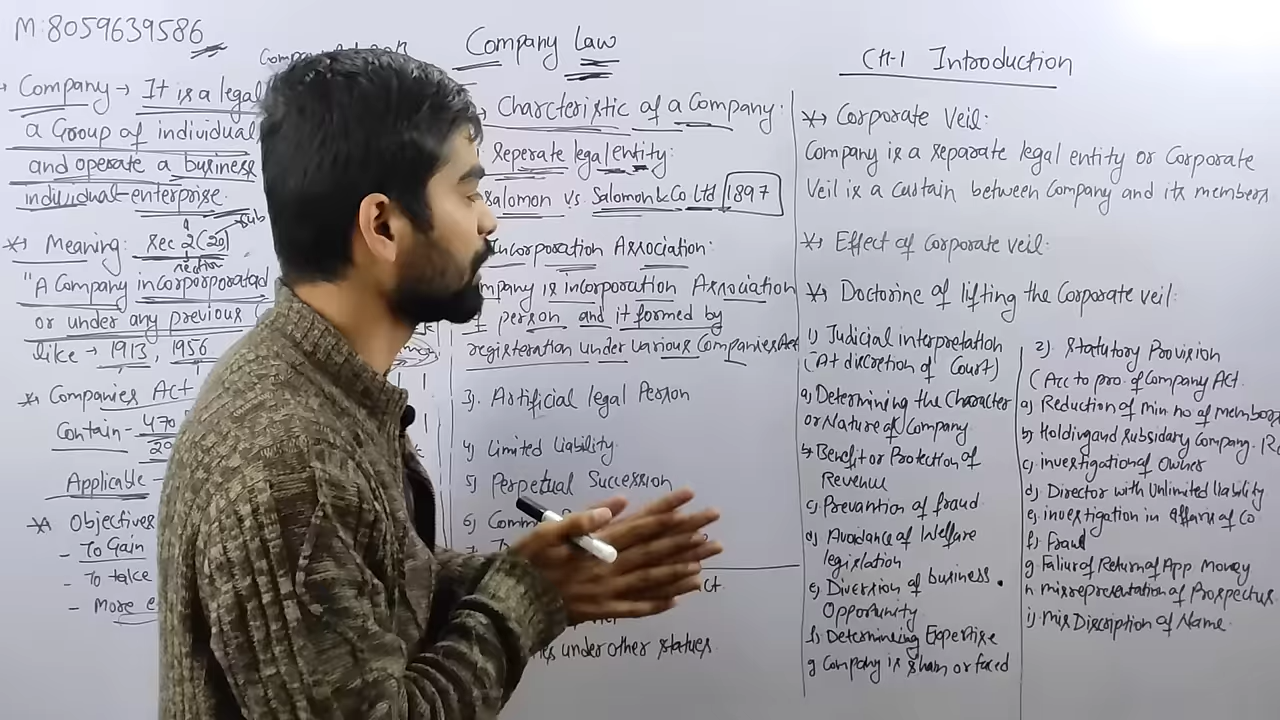 M:8059639586
Company Law
CH-1 Introduction
Company → It is a legal
a Group of individual
and operate a business
individual enterprise.
Meaning: sec 2(20)
sub
section
"A Company incorporatad
or under any previous
like → 1913, 1956
Companies Act
Contain - 470
Applicable -
Objectives
- To Gain
- To take
- More
Charcteristic of a Company:
Seperate legal entity:
Salomon vs Salomon & Co Ltd 1897
Incorporation Association:
is incorporation Association
person and it formed by
registeration under various Companies Act
3). Artificial legal Person
4) Limited Liability
5) Perpetual Succession
6) Comm
under other statues.
Corporate Veil:
Company is a separate legal entity or Corporate
Veil is a Curtain between Company and its members
Effect of Corporate veil:
Doctorine of lifting the Corporate veil:
1) Judicial interpretation
(At discretion of Court)
a) Determining the Character
or Nature of Company
b) Benefit or Protection of
Revenue
c) Prevantion of fraud
d) Avoidance of Welfare
legislation
e) Diversion of business
Opportunity
f) Determineing Expertise
g Company is sham or faced
2). Statutory Provision
(Acc to pro. of Company Act.
a) Reduction of Min no of members
b) Holding and subsidary Company.
c) investigation of Owner
d) Director with Unlimited liability
e) investigation in affairs of Co
f) Fraud
g Faliur of Return of App Money
h misrepresentation of Prospectus
i) Mis Discription of Name.